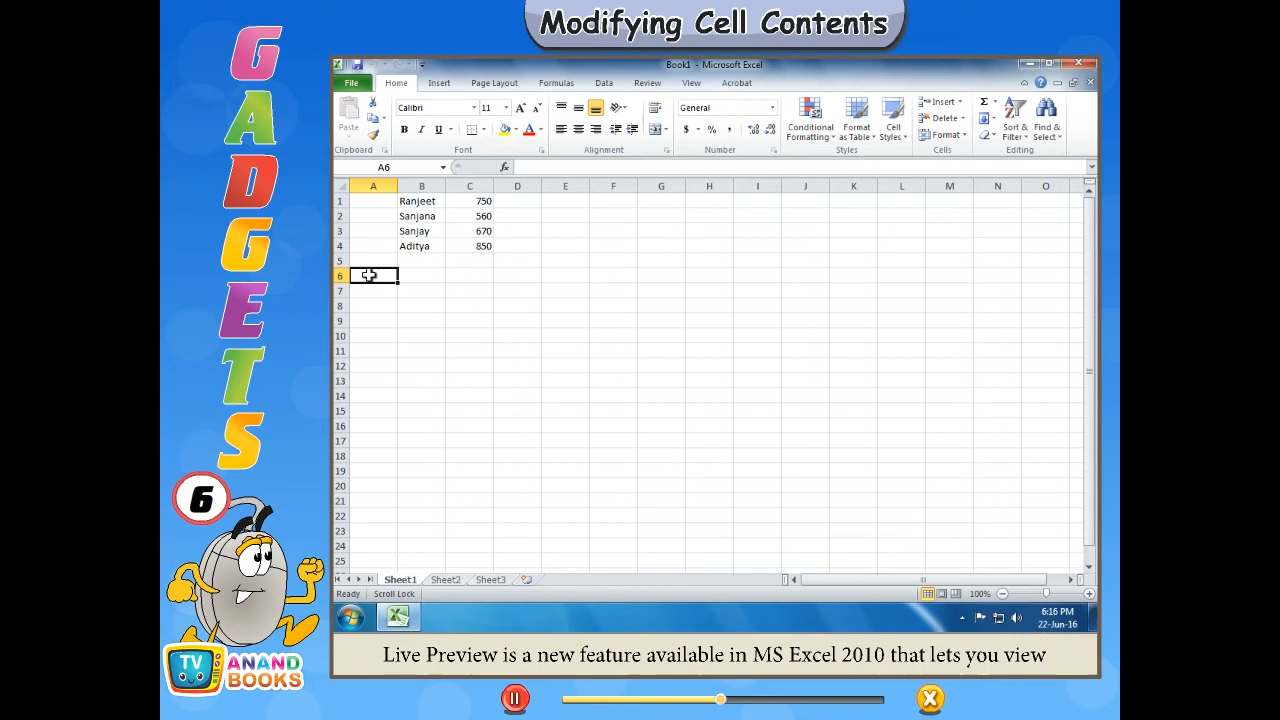 Modifying Cell Contents
GADGETS
6
TV
ANAND
BOOKS
Book1 - Microsoft Excel
File Home Insert Page Layout Formulas Data Review View Acrobat
Calibri 11 General
Paste
B I U $ % ,
Conditional Formatting
Format as Table
Cell Styles
Insert
Delete
Format
Sort & Filter
Find & Select
Clipboard Font Alignment Number Styles Cells Editing
A6 fx
A B C D E F G H I J K L M N O
1 Ranjeet 750
2 Sanjana 560
3 Sanjay 670
4 Aditya 850
5
6
7
8
9
10
11
12
13
14
15
16
17
18
19
20
21
22
23
24
25
Sheet1 Sheet2 Sheet3
Ready Scroll Lock 100%
6:16 PM
22-Jun-16
Live Preview is a new feature available in MS Excel 2010 that lets you view